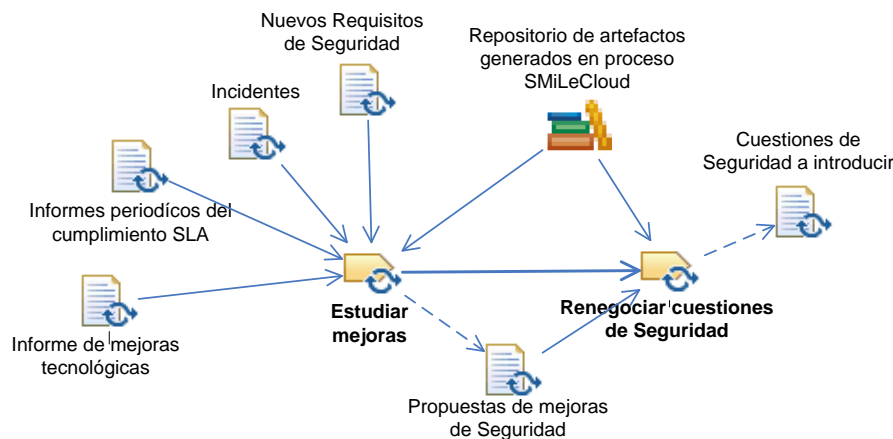 Nuevos Requisitos
de Seguridad
Repositorio de artefactos
generados en proceso
SMiLeCloud
Incidentes
Cuestiones de
Seguridad a introducir
Informes periodícos del
cumplimiento SLA
Estudiar
mejoras
Renegociar cuestiones
de Seguridad
Informe de mejoras
tecnológicas
Propuestas de mejoras
de Seguridad